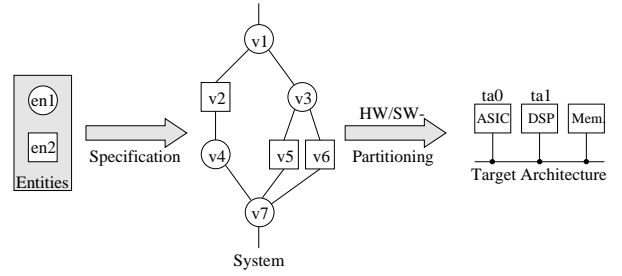 en1
en2
Entities
Specification
v1
v2
v3
v4
v5
v6
v7
System
HW/SW-
Partitioning
ta0
ta1
ASIC
DSP
Mem.
Target Architecture